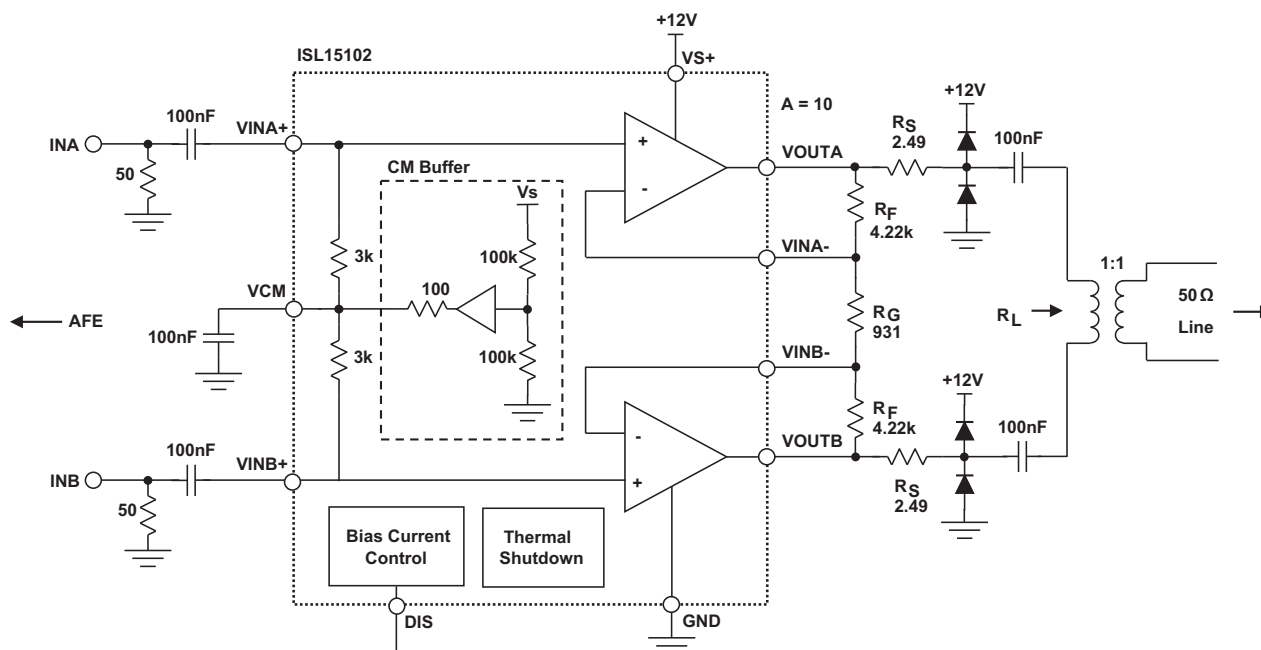 +12V
ISL15102
VS+
A = 10
+12V
100nF
VINA+
INA
50
+
-
VOUTA
RS
2.49
100nF
CM Buffer
Vs
RF
4.22k
3k
100k
VINA-
1:1
VCM
100
AFE
RG
931
RL
50Ω
Line
100nF
3k
100k
VINB-
+12V
RF
4.22k
100nF
100nF
VINB+
INB
-
+
VOUTB
RS
2.49
50
Bias Current
Control
Thermal
Shutdown
DIS
GND